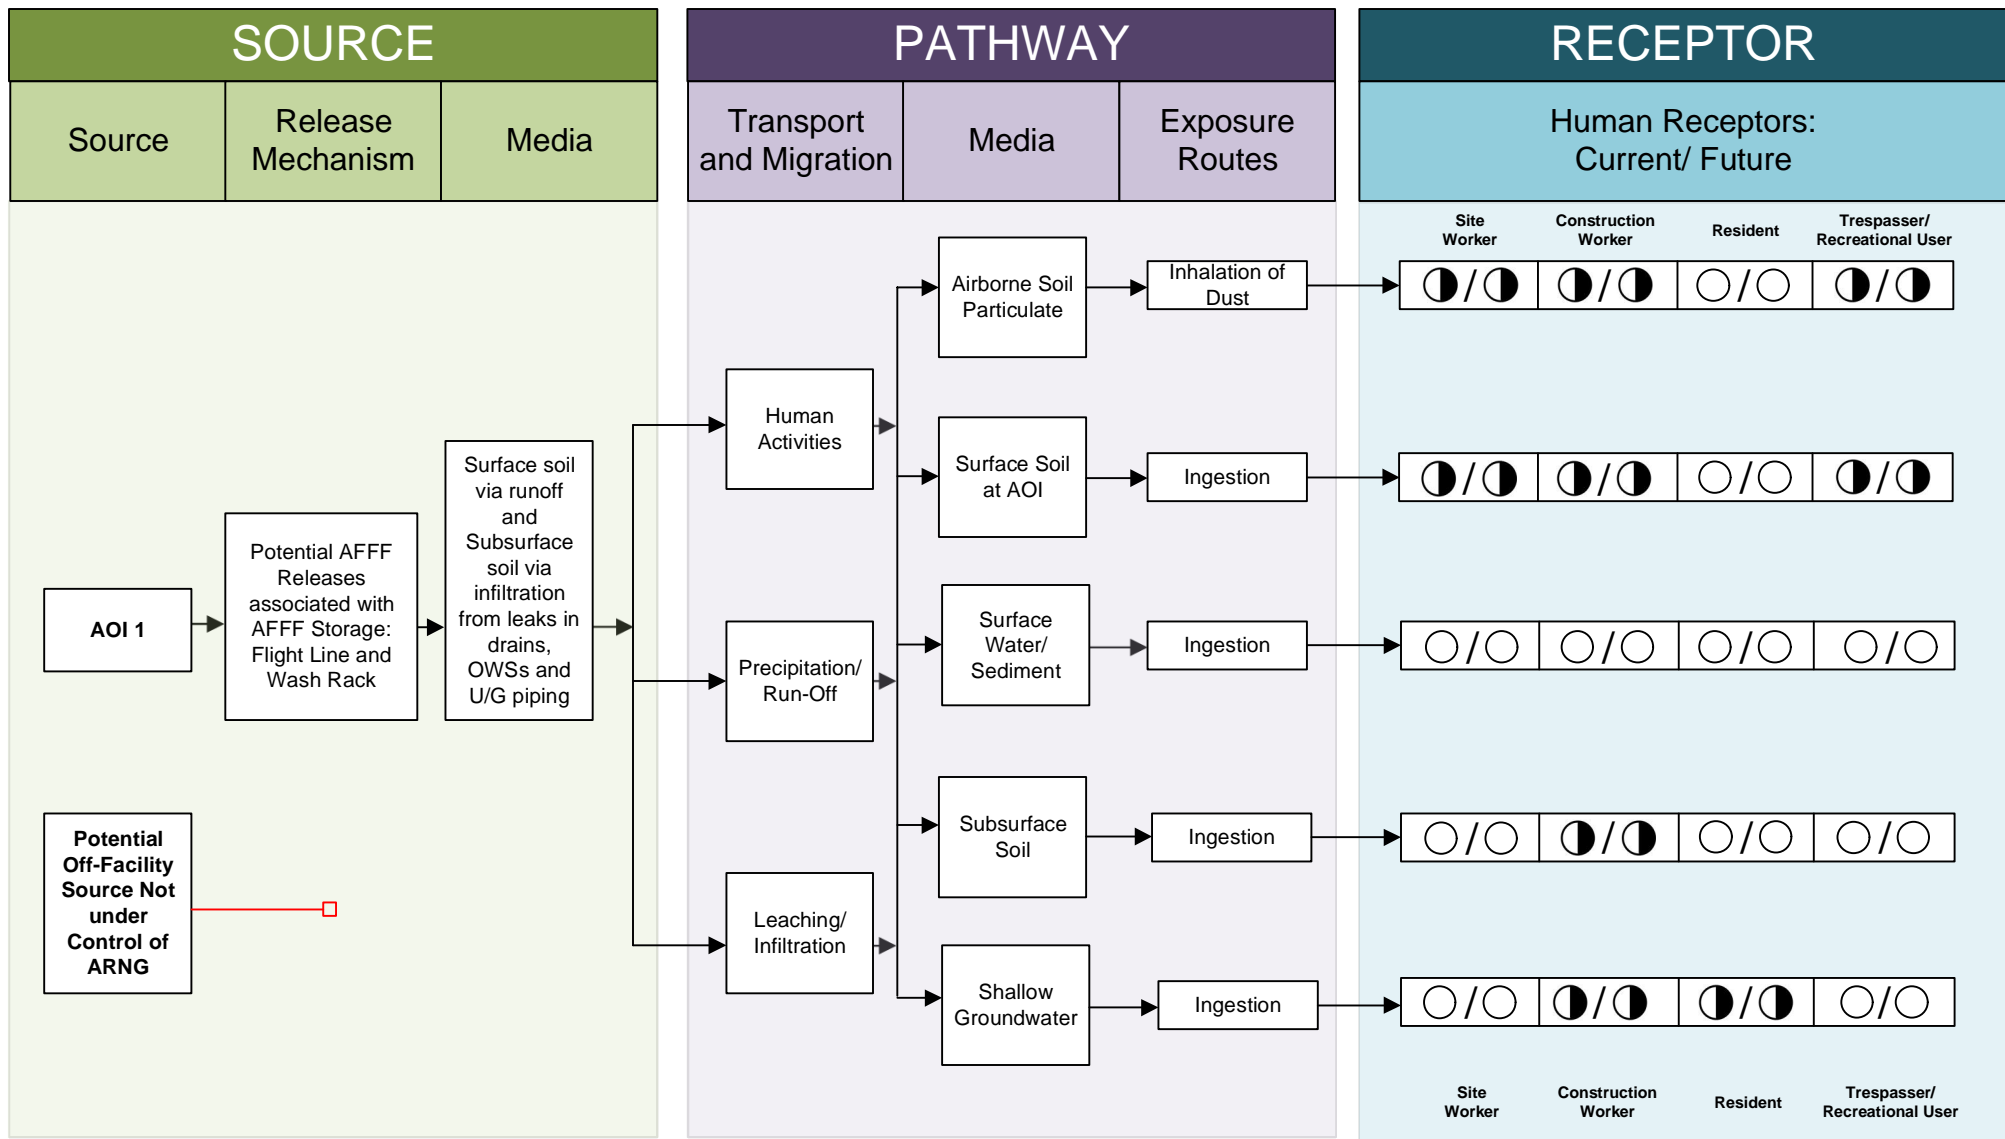 SOURCE
PATHWAY
RECEPTOR
Source
Release
Mechanism
Media
Transport
and Migration
Media
Exposure
Routes
Human Receptors:
Current/ Future
Site
Worker
Construction
Worker
Resident
Trespasser/
Recreational User
AOI 1
Potential AFFF
Releases
associated with
AFFF Storage:
Flight Line and
Wash Rack
Surface soil
via runoff
and
Subsurface
soil via
infiltration
from leaks in
drains,
OWSs and
U/G piping
Potential
Off-Facility
Source Not
under
Control of
ARNG
Human
Activities
Precipitation/
Run-Off
Leaching/
Infiltration
Airborne Soil
Particulate
Inhalation of
Dust
/ / / /
Surface Soil
at AOI
Ingestion
/ / / /
Surface
Water/
Sediment
Ingestion
/ / / /
Subsurface
Soil
Ingestion
/ / / /
Shallow
Groundwater
Ingestion
/ / / /
Site
Worker
Construction
Worker
Resident
Trespasser/
Recreational User